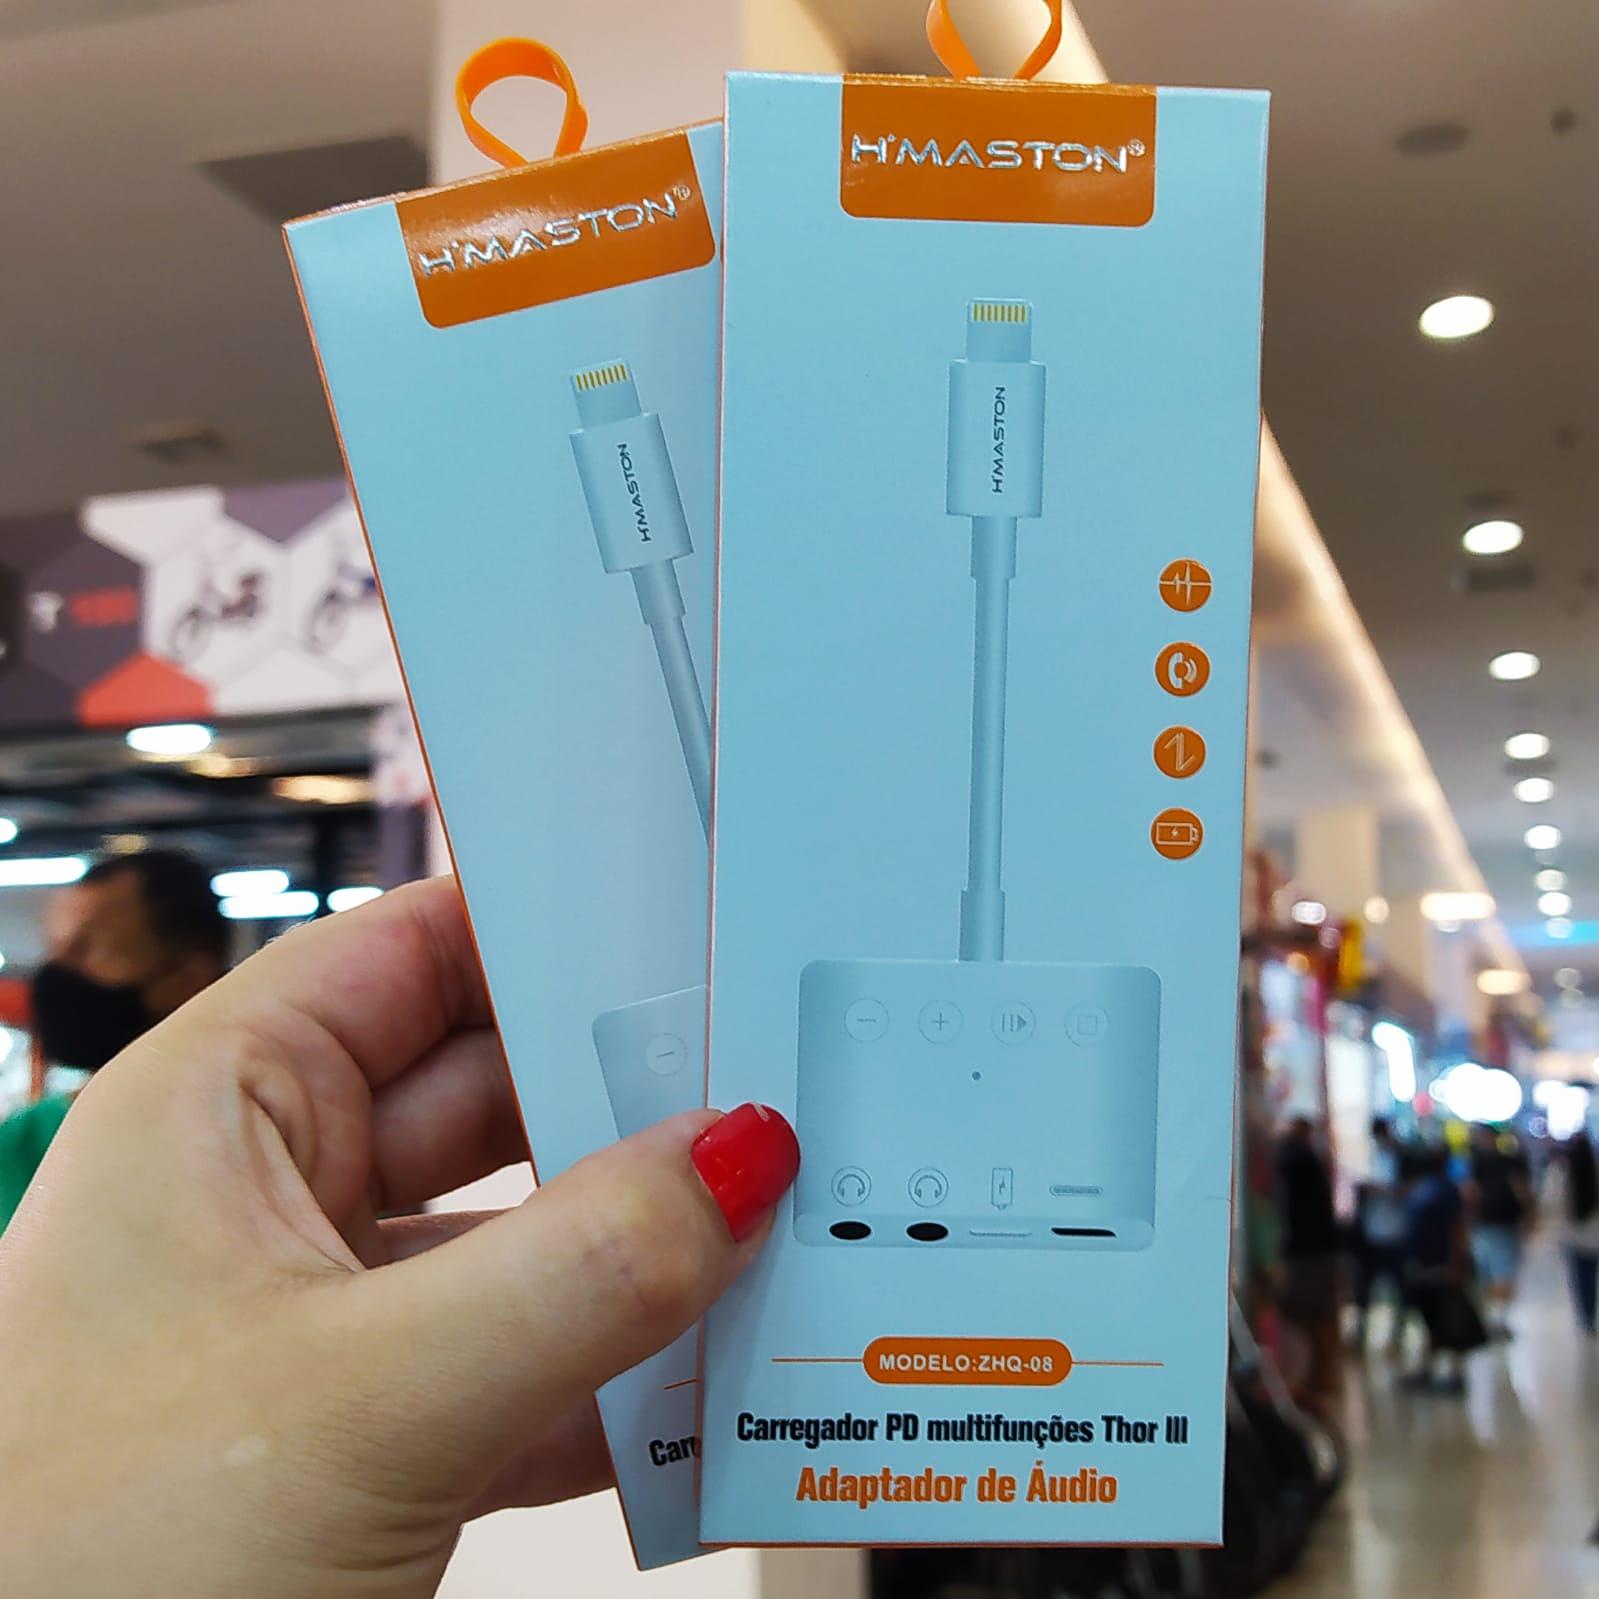 H'MASTON®
H'MASTON
H'MASTON®
H'MASTON
MODELO:ZHQ-08
Carregador PD multifunções Thor III
Adaptador de Áudio